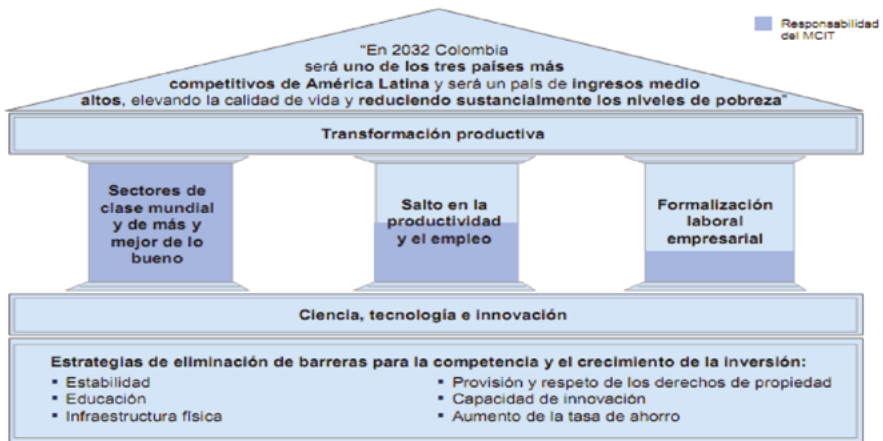 Responsabilidad
del MCIT
"En 2032 Colombia
será uno de los tres países más
competitivos de América Latina y será un país de ingresos medio
altos, elevando la calidad de vida y reduciendo sustancialmente los niveles de pobreza"
Transformación productiva
Sectores de
clase mundial
y de más y
mejor de lo
bueno
Salto en la
productividad
y el empleo
Formalización
laboral
empresarial
Ciencia, tecnología e innovación
Estrategias de eliminación de barreras para la competencia y el crecimiento de la inversión:
▪ Estabilidad
▪ Educación
▪ Infraestructura física
▪ Provisión y respeto de los derechos de propiedad
▪ Capacidad de innovación
▪ Aumento de la tasa de ahorro